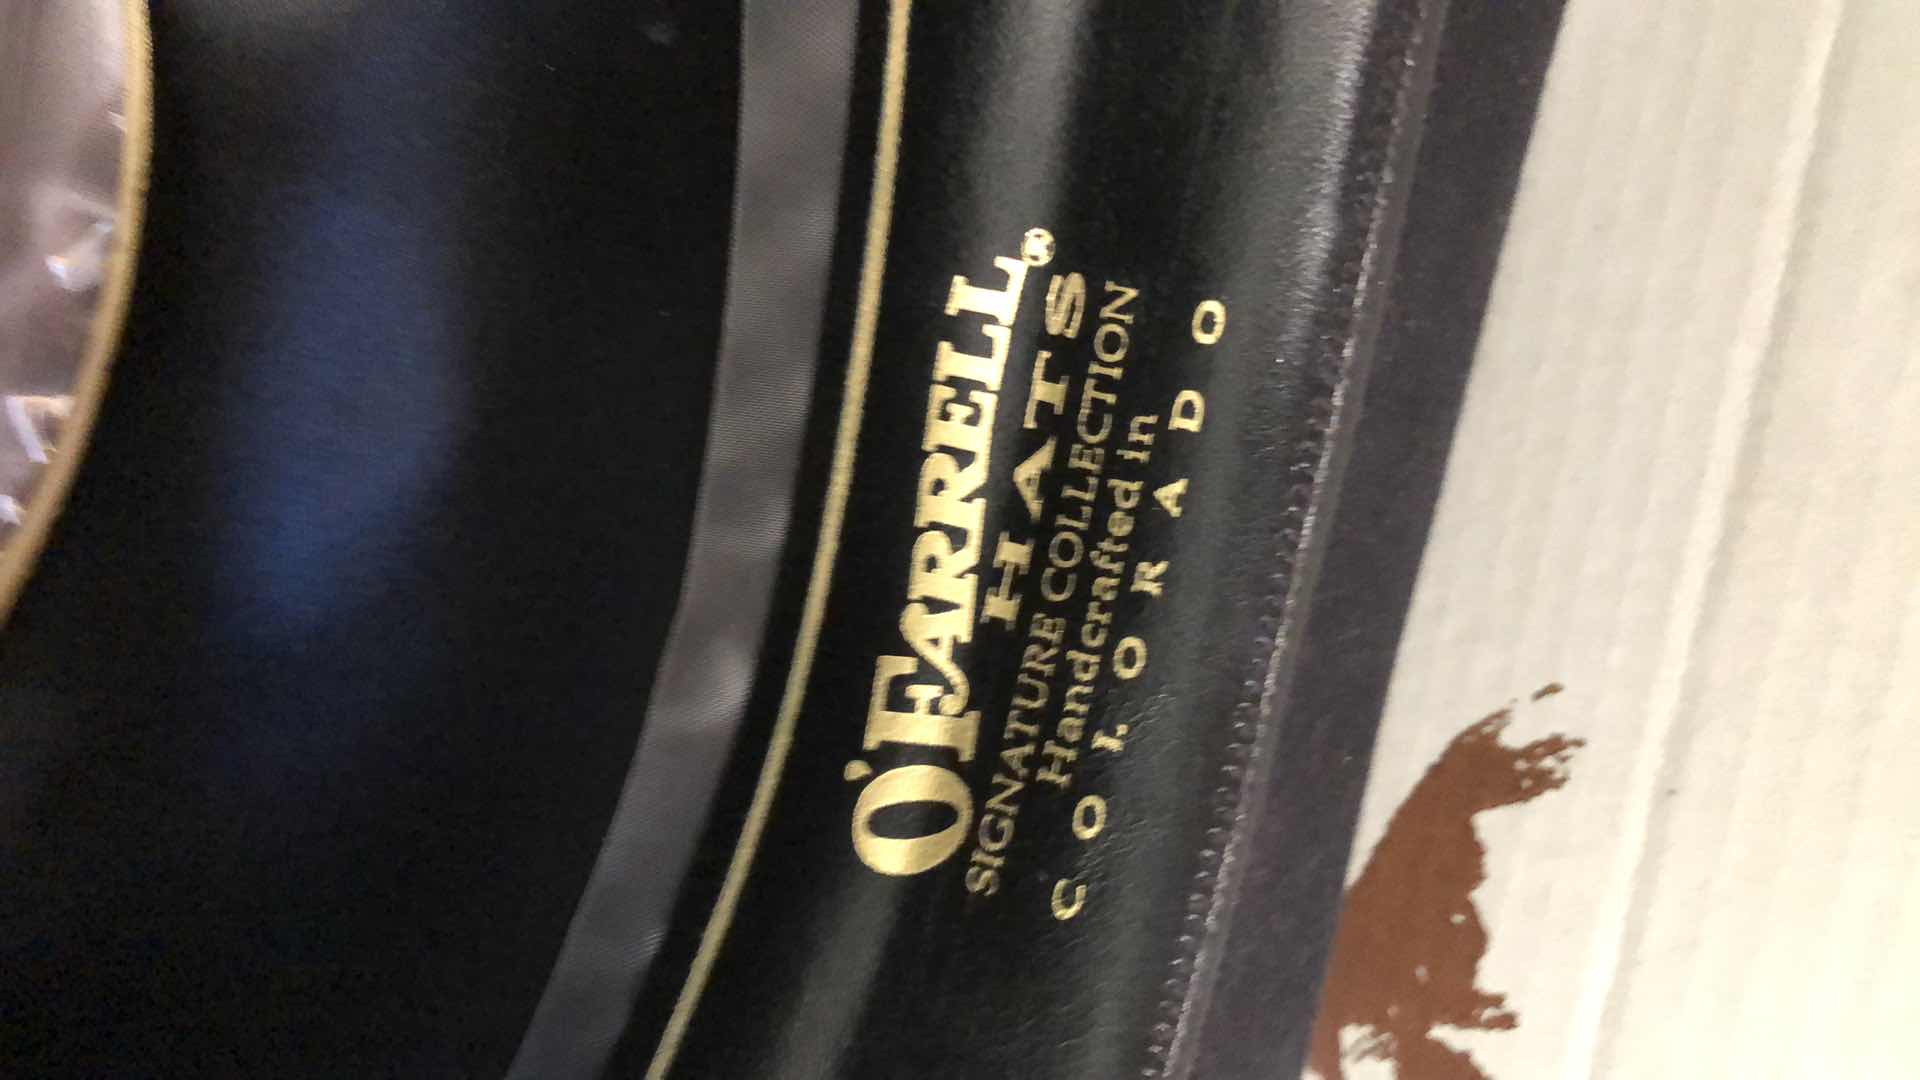 O'FARRELL®
HATS
SIGNATURE COLLECTION
Handcrafted in
COLORADO